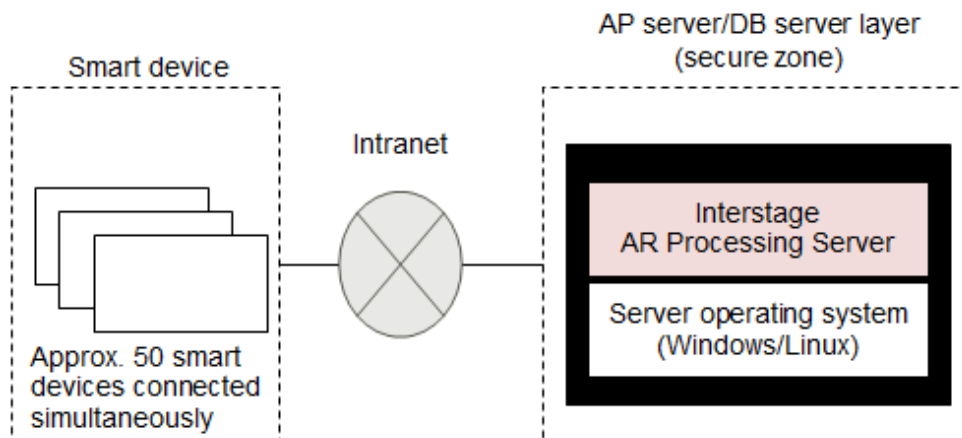 Smart device
Approx. 50 smart
devices connected
simultaneously
Intranet
AP server/DB server layer
(secure zone)
Interstage
AR Processing Server
Server operating system
(Windows/Linux)